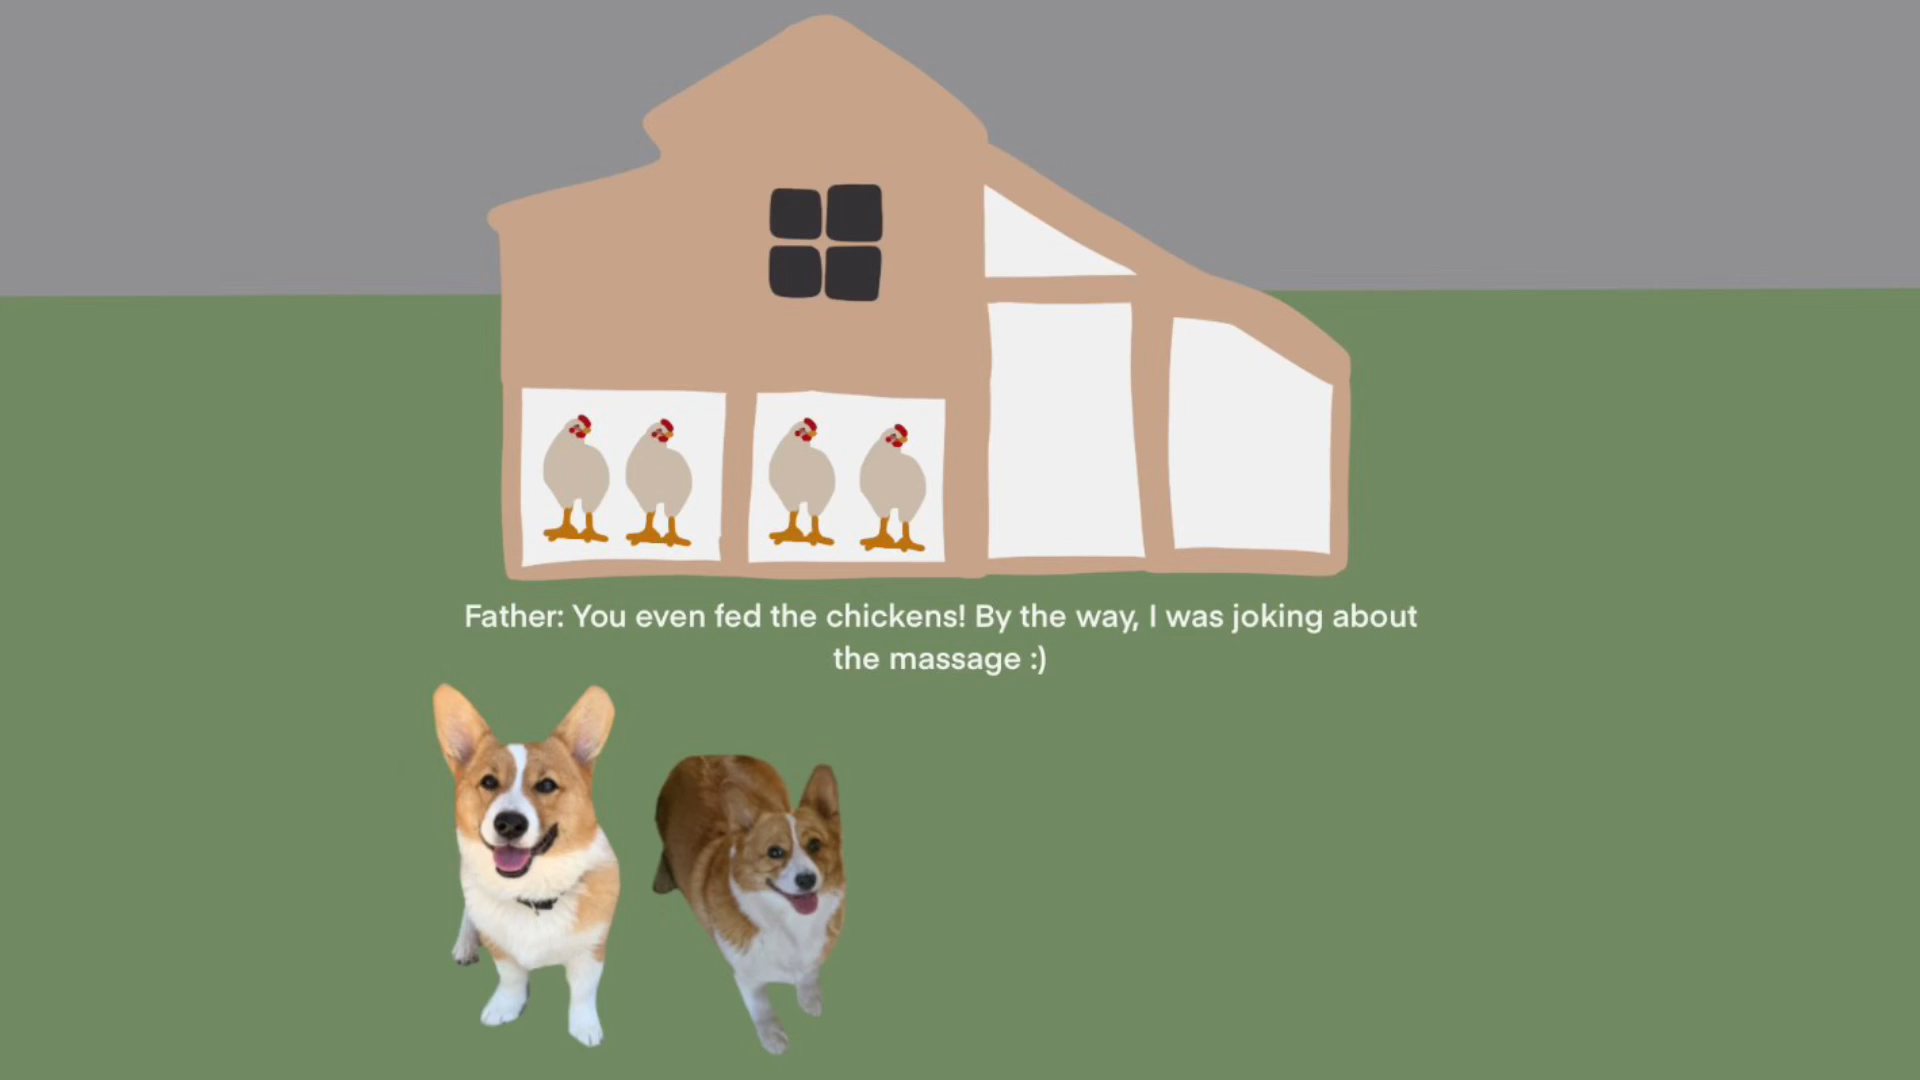 Father: You even fed the chickens! By the way, I was joking about
the massage :)